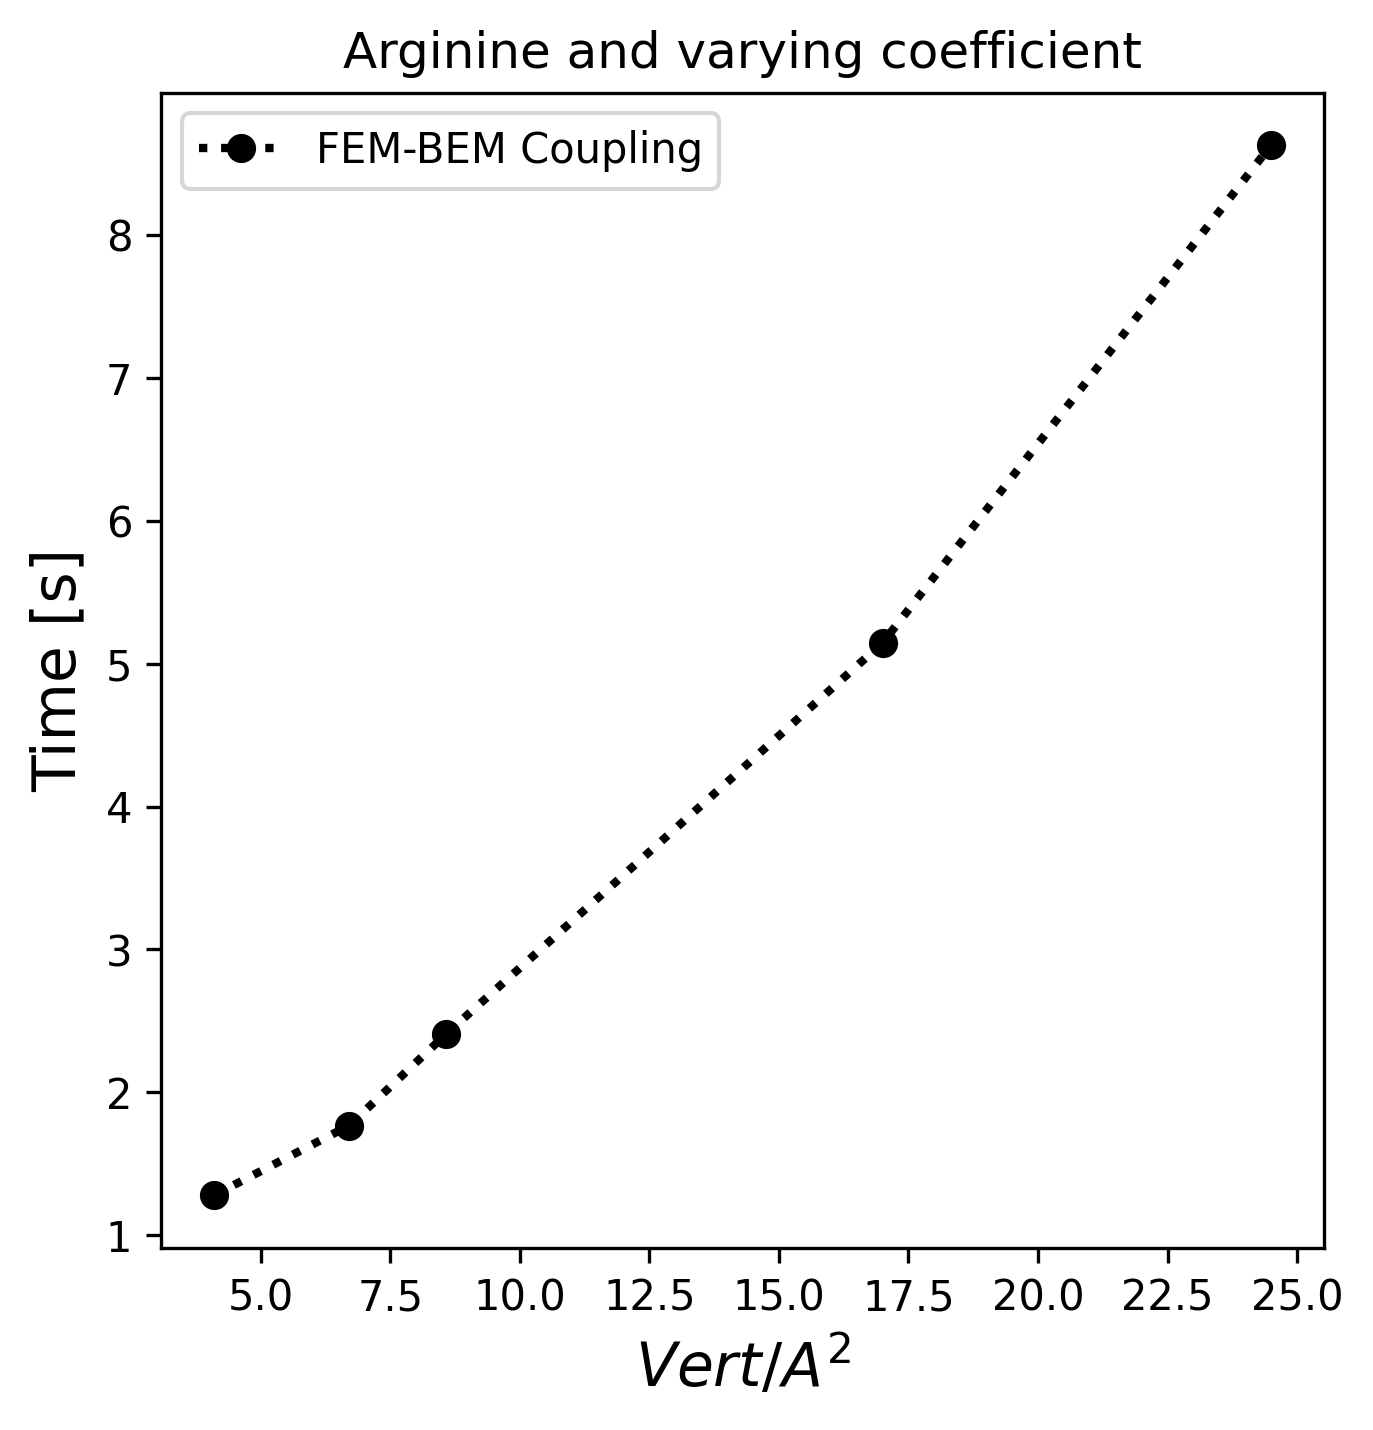 Arginine and varying coefficient
FEM-BEM Coupling
8
7
6
5
4
3
2
1
Time [s]
5.0 7.5 10.0 12.5 15.0 17.5 20.0 22.5 25.0
Vert/A²